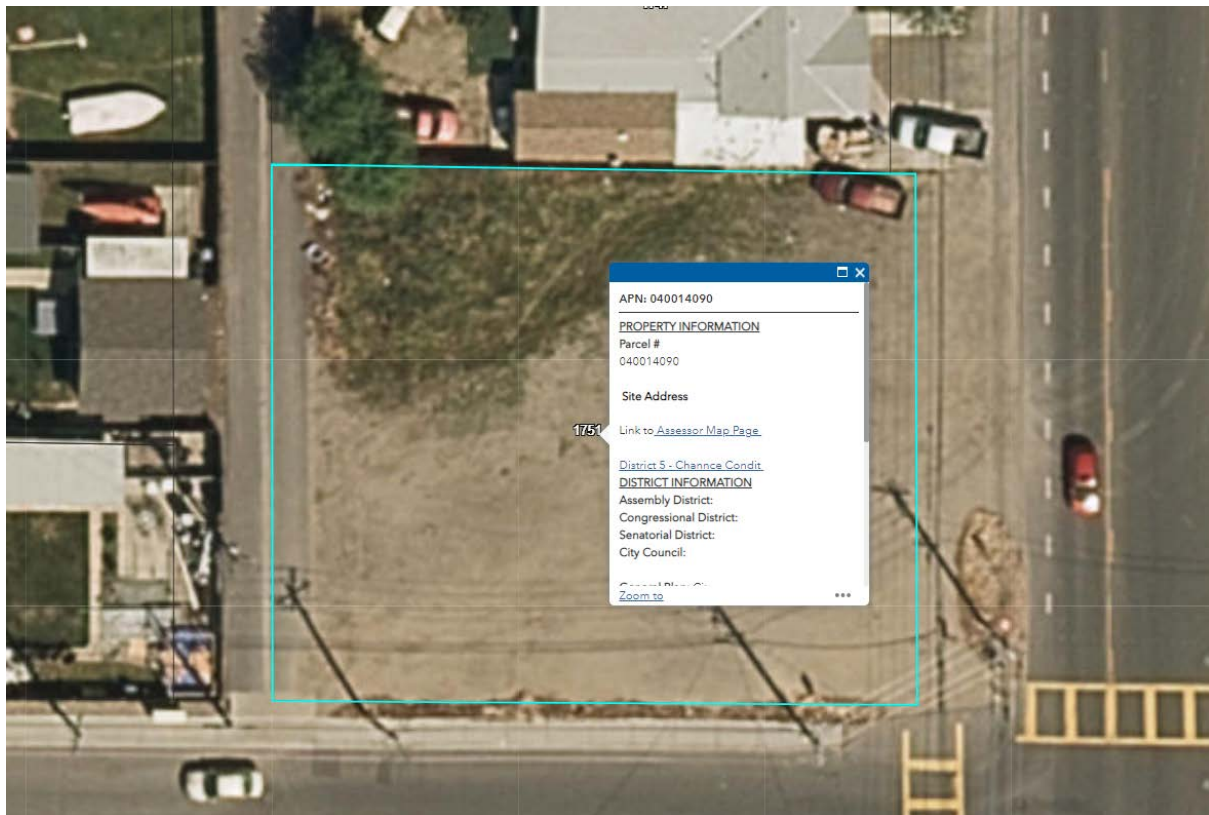 APN: 040014090
PROPERTY INFORMATION
Parcel #
040014090
Site Address
1751
Link to Assessor Map Page
District 5 - Channce Condit
DISTRICT INFORMATION
Assembly District:
Congressional District:
Senatorial District:
City Council:
Zoom to